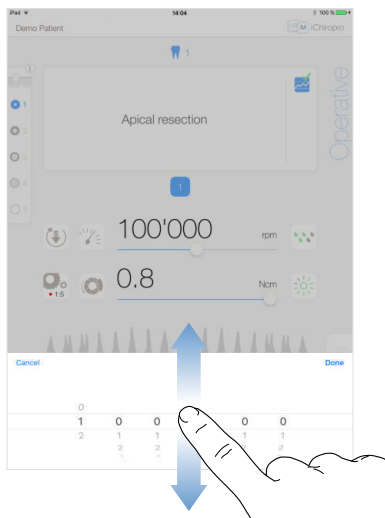 iPad 14:04 100 %
Demo Patient iChiropro
1
1
2
3
4
5
Operative
Apical resection
1
100'000 rpm
0.8 Ncm
1:5
Cancel Done
0
1 0 0 0 0
2 1 1 1 1
2 2 2